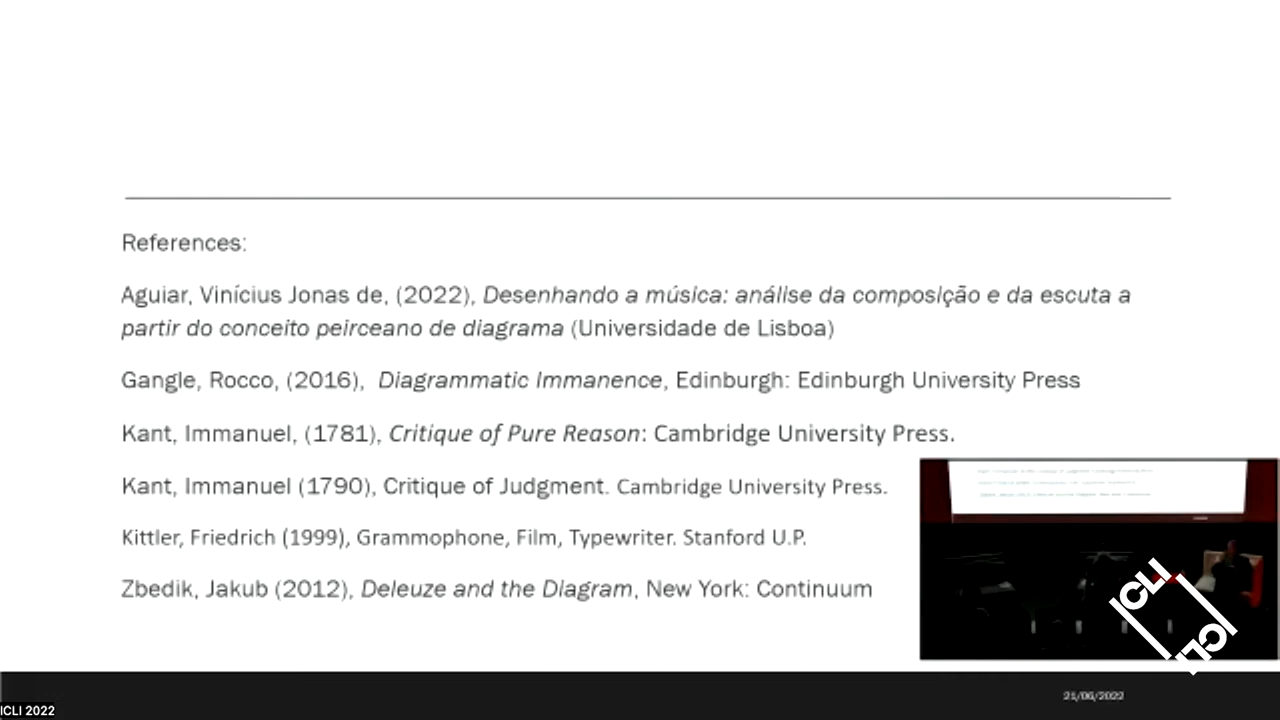 References:
Aguiar, Vinícius Jonas de, (2022), Desenhando a música: análise da composição e da escuta a
partir do conceito peirceano de diagrama (Universidade de Lisboa)
Gangle, Rocco, (2016), Diagrammatic Immanence, Edinburgh: Edinburgh University Press
Kant, Immanuel, (1781), Critique of Pure Reason: Cambridge University Press.
Kant, Immanuel (1790), Critique of Judgment. Cambridge University Press.
Kittler, Friedrich (1999), Grammophone, Film, Typewriter. Stanford U.P.
Zbedik, Jakub (2012), Deleuze and the Diagram, New York: Continuum
ICLI
ICLI
21/06/2022
ICLI 2022